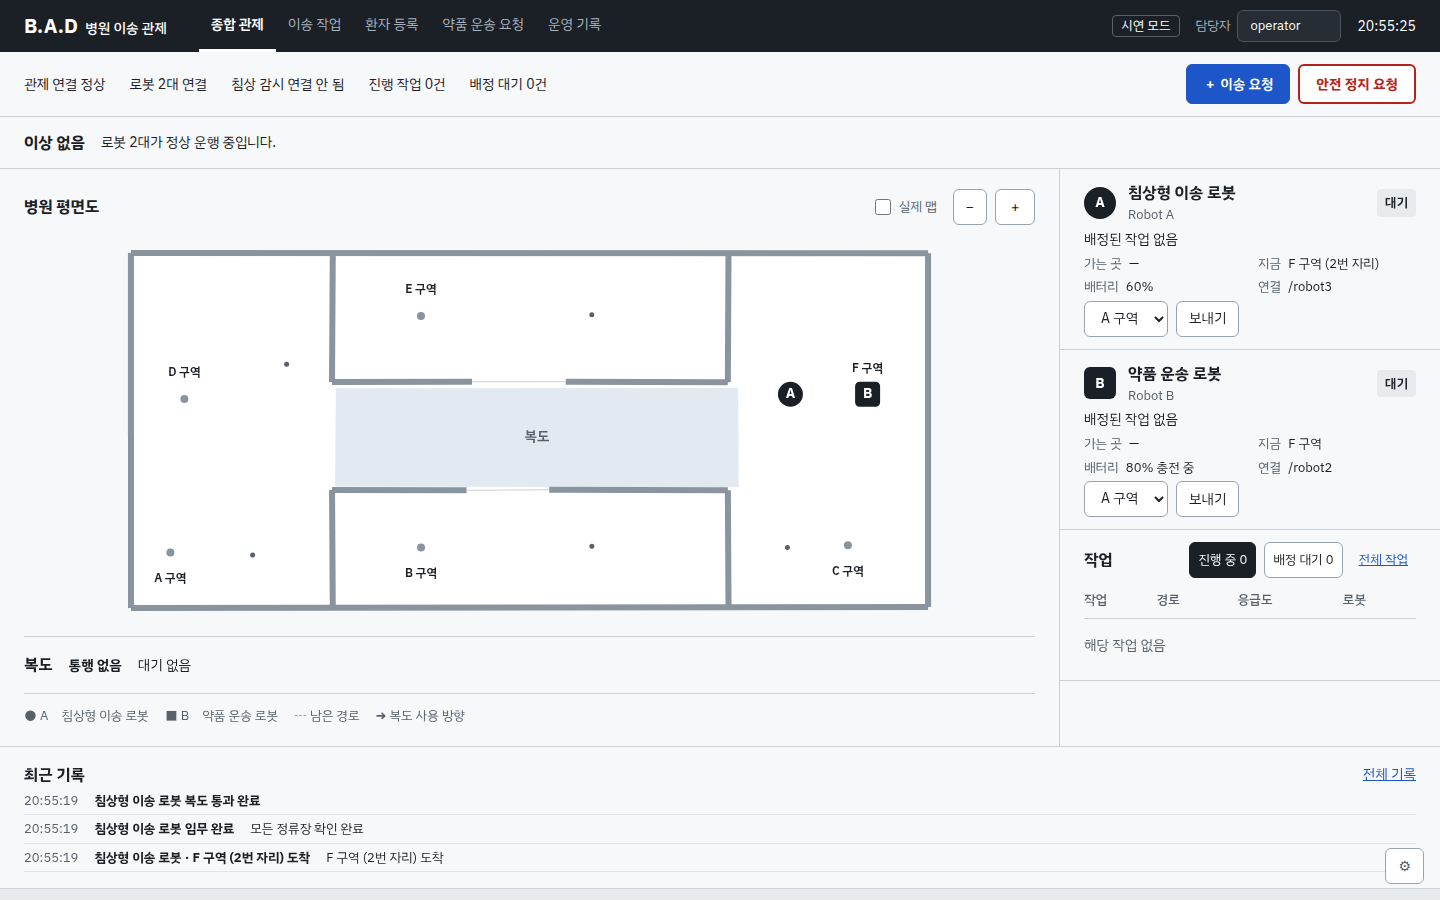 B.A.D 병원 이송 관제 종합 관제 이송 작업 환자 등록 약품 운송 요청 운영 기록 시연 모드 담당자 operator 20:55:25
관제 연결 정상 로봇 2대 연결 침상 감시 연결 안 됨 진행 작업 0건 배정 대기 0건 + 이송 요청 안전 정지 요청
이상 없음 로봇 2대가 정상 운행 중입니다.
병원 평면도 실제 맵 − +
E 구역
D 구역
F 구역
A B
복도
A 구역
B 구역
C 구역
복도 통행 없음 대기 없음
● A 침상형 이송 로봇 ■ B 약품 운송 로봇 --- 남은 경로 ➜ 복도 사용 방향
A 침상형 이송 로봇 대기
Robot A
배정된 작업 없음
가는 곳 — 지금 F 구역 (2번 자리)
배터리 60% 연결 /robot3
A 구역 보내기
B 약품 운송 로봇 대기
Robot B
배정된 작업 없음
가는 곳 — 지금 F 구역
배터리 80% 충전 중 연결 /robot2
A 구역 보내기
작업 진행 중 0 배정 대기 0 전체 작업
작업 경로 응급도 로봇
해당 작업 없음
최근 기록 전체 기록
20:55:19 침상형 이송 로봇 복도 통과 완료
20:55:19 침상형 이송 로봇 임무 완료 모든 정류장 확인 완료
20:55:19 침상형 이송 로봇 · F 구역 (2번 자리) 도착 F 구역 (2번 자리) 도착